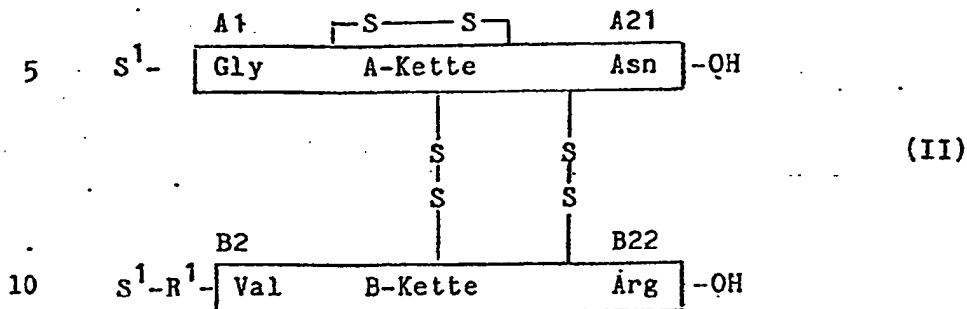 A1 S S A21
5 S¹- Gly A-Kette Asn -OH
(II)
S S
S S
B2 B22
10 S¹-R¹- Val B-Kette Arg -OH